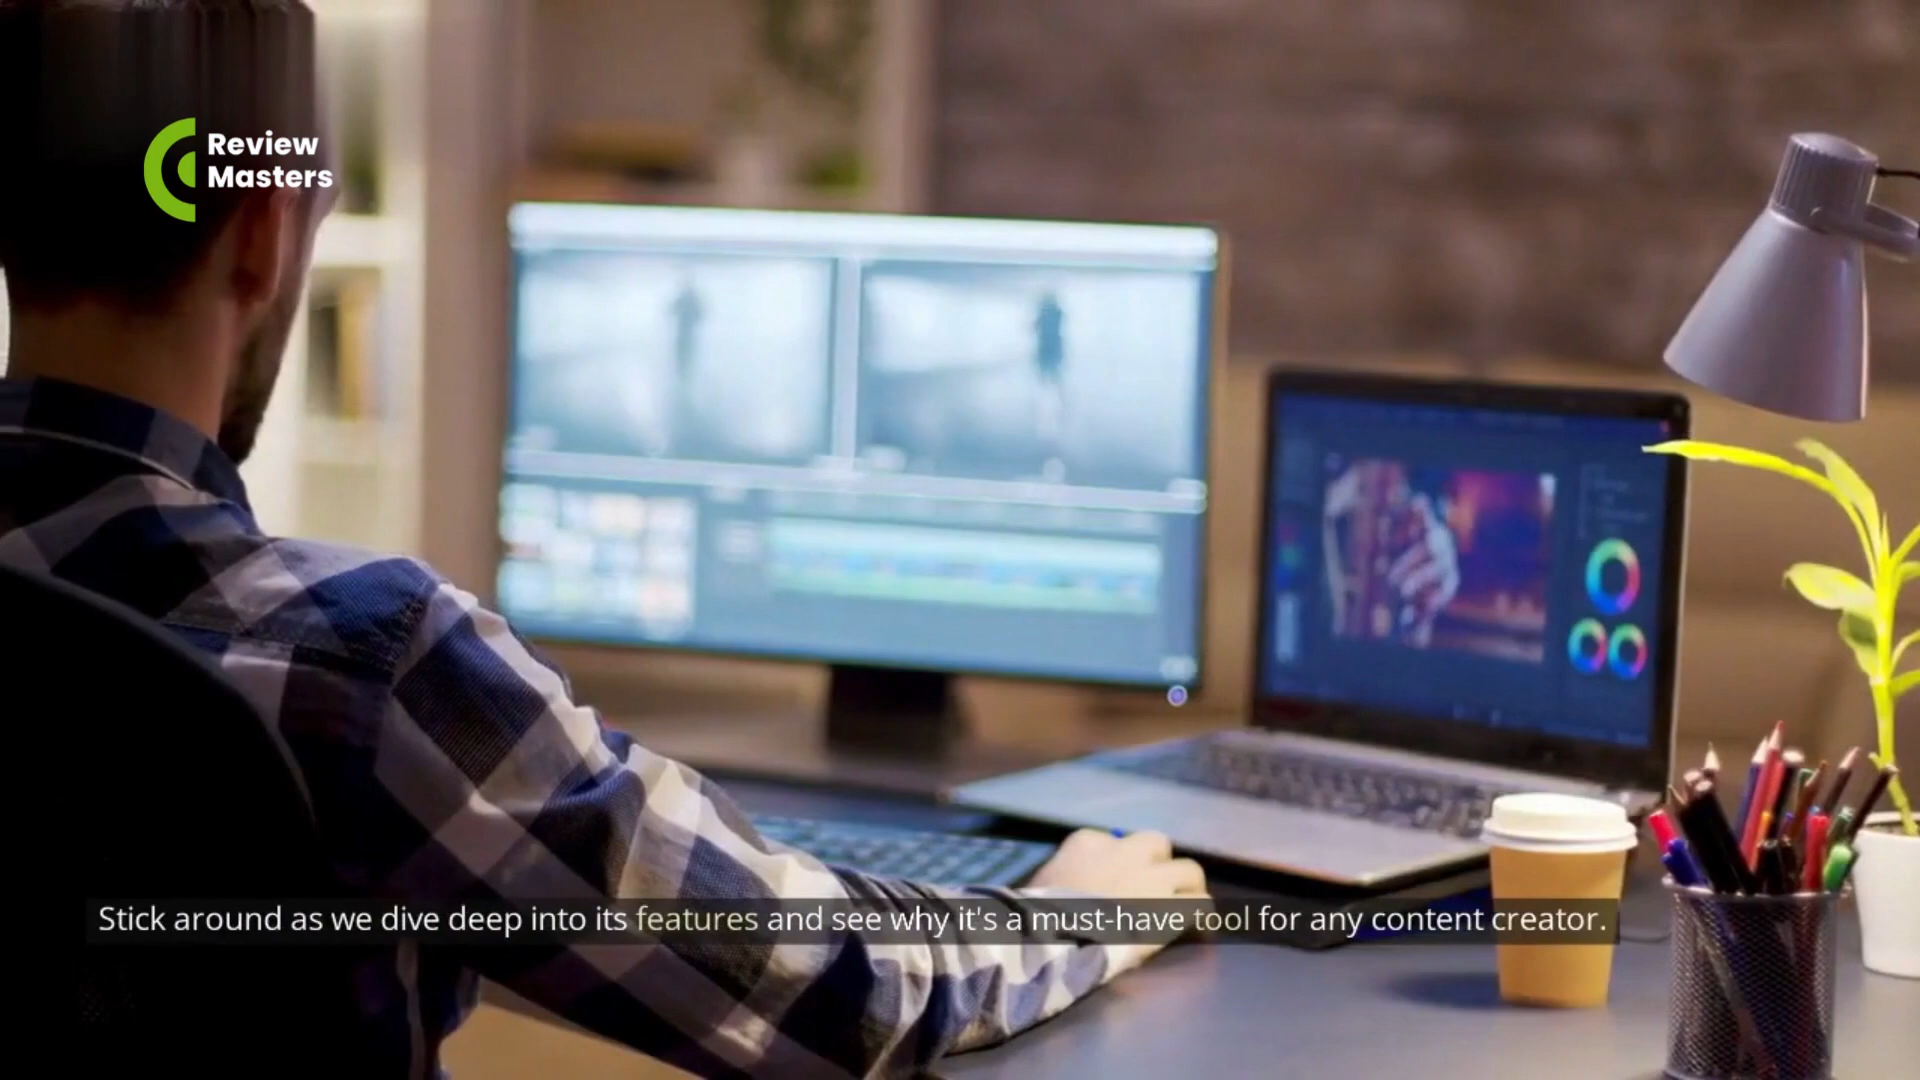 Review
Masters
Stick around as we dive deep into its features and see why it's a must-have tool for any content creator.